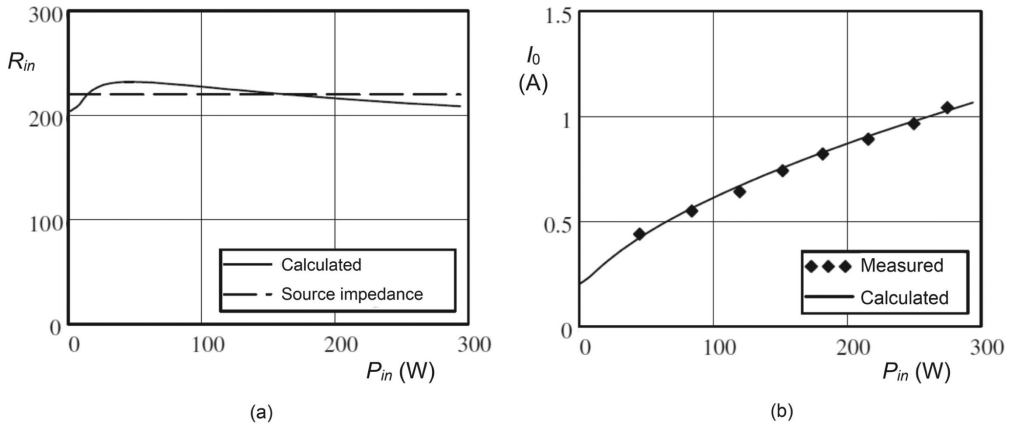 300
R_in
200
100
Calculated
Source impedance
0
0 100 200 300
P_in (W)
(a)
1.5
I_0
(A)
1
0.5
Measured
Calculated
0
0 100 200 300
P_in (W)
(b)